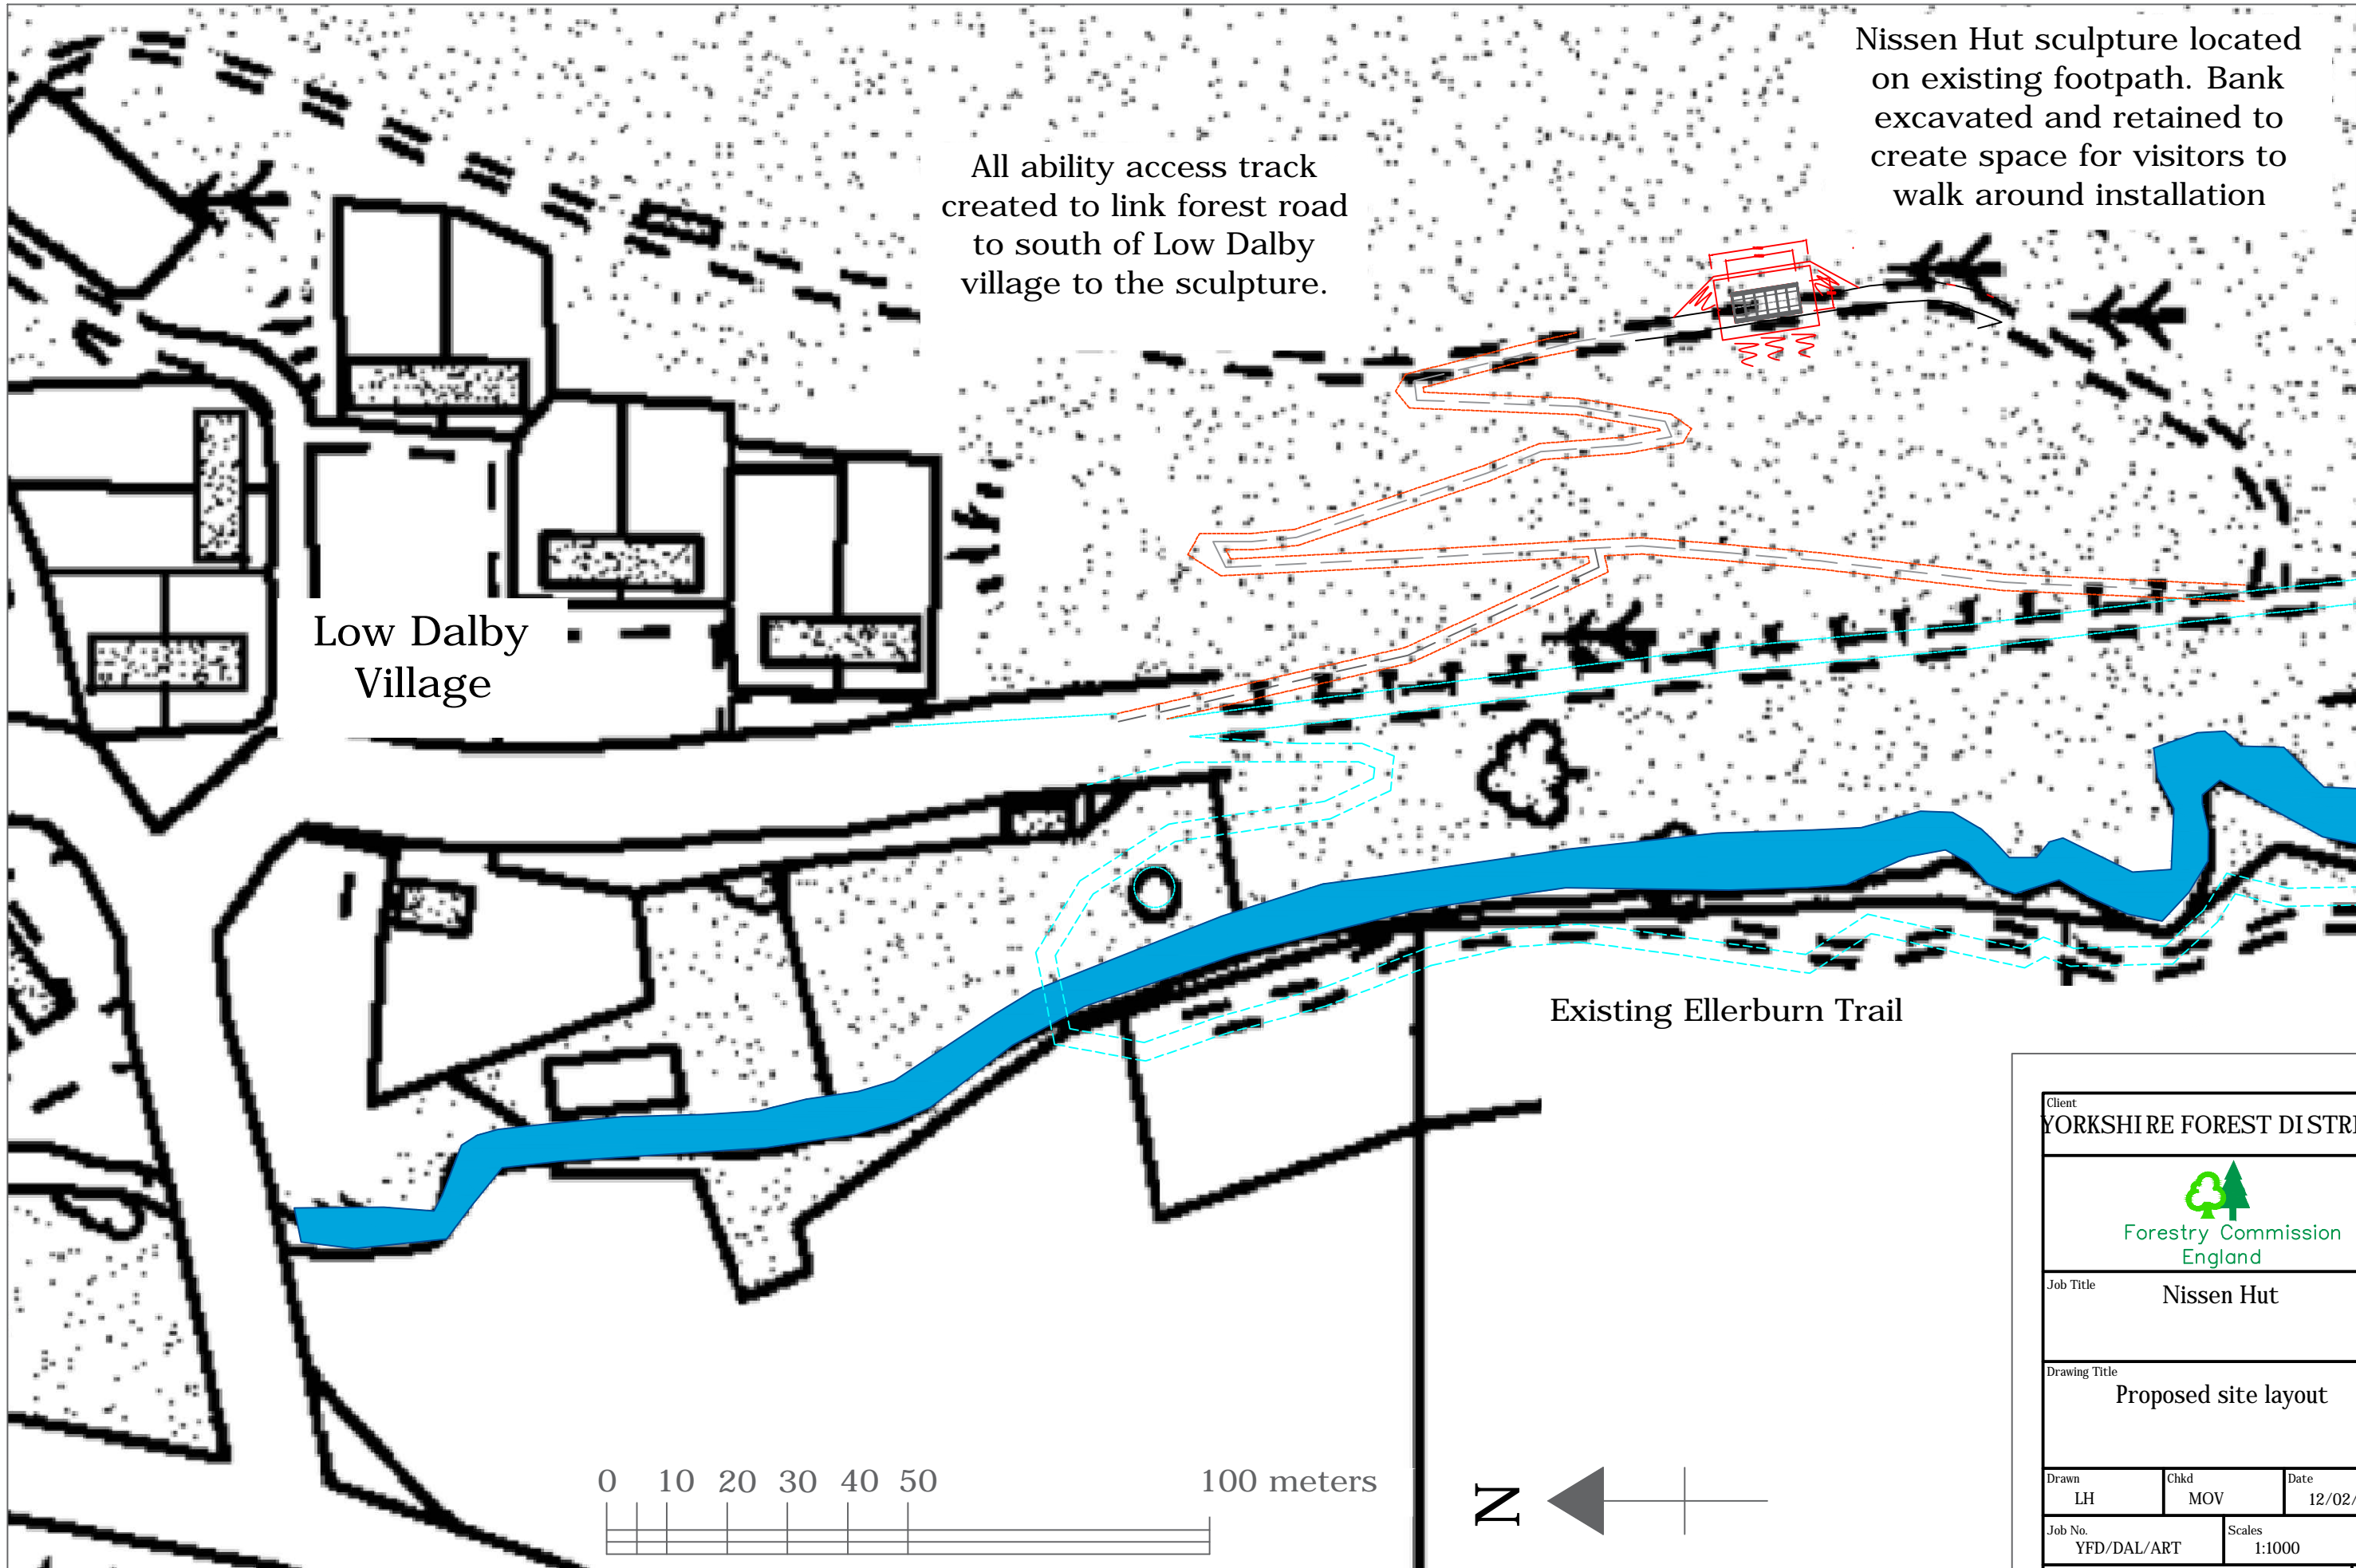 Nissen Hut sculpture located
on existing footpath. Bank
excavated and retained to
create space for visitors to
walk around installation
All ability access track
created to link forest road
to south of Low Dalby
village to the sculpture.
Low Dalby
Village
Existing Ellerburn Trail
0 10 20 30 40 50 100 meters
N
Client
YORKSHIRE FOREST DISTR
Forestry Commission
England
Job Title
Nissen Hut
Drawing Title
Proposed site layout
Drawn Chkd Date
LH MOV 12/02/
Job No. Scales
YFD/DAL/ART 1:1000